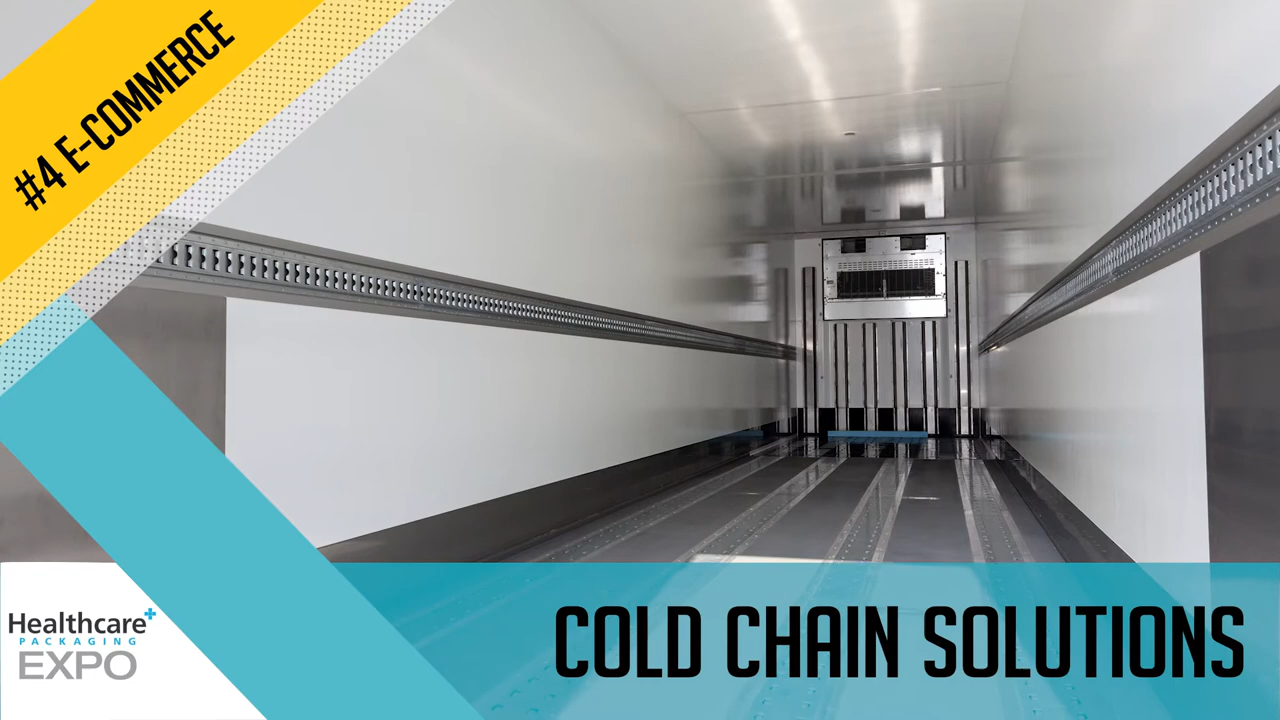 #4 E-COMMERCE
Healthcare+
PACKAGING
EXPO
COLD CHAIN SOLUTIONS